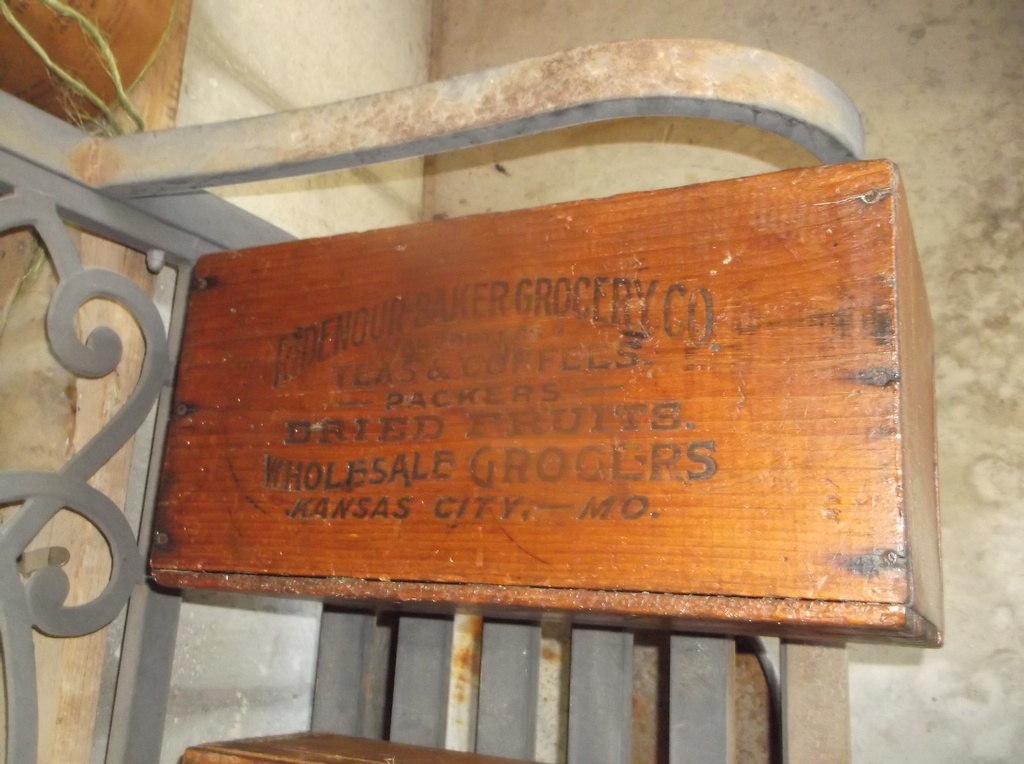 RIDENOUR-BAKER GROCERY CO.
TEAS & COFFEES.
— PACKERS —
DRIED FRUITS.
WHOLESALE GROCERS
KANSAS CITY,—MO.